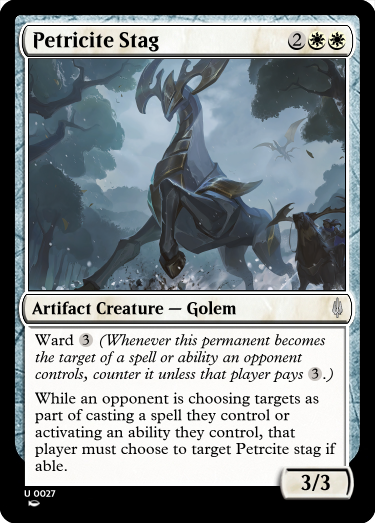 Petricite Stag 2
Artifact Creature — Golem
Ward 3 (Whenever this permanent becomes
the target of a spell or ability an opponent
controls, counter it unless that player pays 3.)
While an opponent is choosing targets as
part of casting a spell they control or
activating an ability they control, that
player must choose to target Petrcite stag if
able.
3/3
U 0027